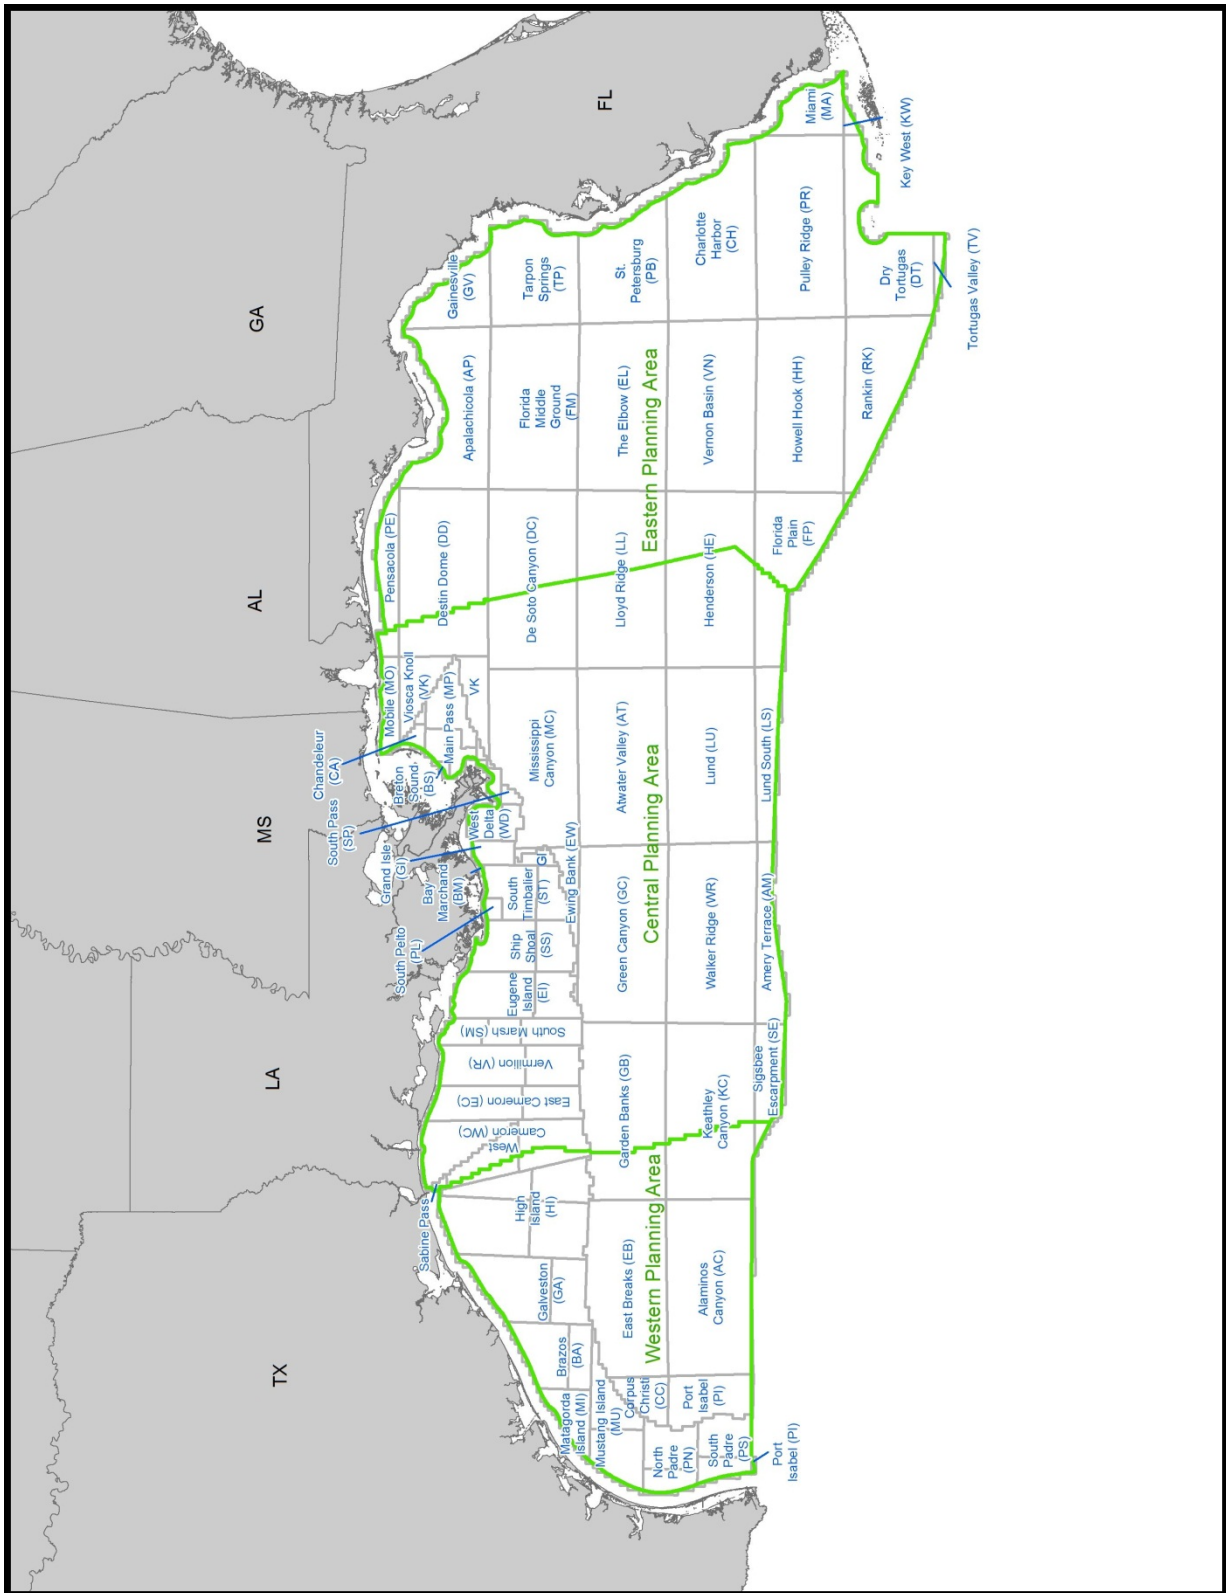 TX
LA
MS
AL
GA
FL
Sabine Pass
South Pelto
(PL)
Bay
Marchand
(BM)
Grand Isle
(GI)
South Pass
(SP)
Chandeleur
(CA)
Breton
Sound
(BS)
Mobile (MO)
Viosca Knoll
(VK)
Main Pass (MP)
VK
West
Delta
(WD)
GI
Pensacola (PE)
Destin Dome (DD)
Apalachicola (AP)
Gainesville
(GV)
Matagorda
Island (MI)
Brazos
(BA)
Galveston
(GA)
High
Island
(HI)
West
Cameron (WC)
East Cameron (EC)
Vermilion (VR)
South Marsh (SM)
Eugene
Island
(EI)
Ship
Shoal
(SS)
South
Timbalier
(ST)
Ewing Bank (EW)
Mississippi
Canyon (MC)
De Soto Canyon (DC)
Florida
Middle
Ground
(FM)
Tarpon
Springs
(TP)
Mustang Island
(MU)
Corpus
Christi
(CC)
East Breaks (EB)
Garden Banks (GB)
Green Canyon (GC)
Atwater Valley (AT)
Lloyd Ridge (LL)
The Elbow (EL)
St.
Petersburg
(PB)
Western Planning Area
Central Planning Area
Eastern Planning Area
North
Padre
(PN)
South
Padre
(PS)
Port
Isabel
(PI)
Port
Isabel (PI)
Alaminos
Canyon (AC)
Keathley
Canyon (KC)
Walker Ridge (WR)
Lund (LU)
Henderson (HE)
Vernon Basin (VN)
Charlotte
Harbor
(CH)
Sigsbee
Escarpment (SE)
Amery Terrace (AM)
Lund South (LS)
Florida
Plain
(FP)
Howell Hook (HH)
Pulley Ridge (PR)
Miami
(MA)
Rankin (RK)
Dry
Tortugas
(DT)
Key West (KW)
Tortugas Valley (TV)